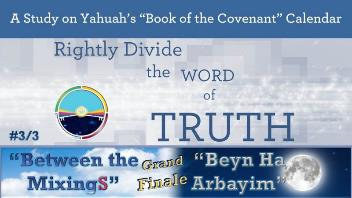 A Study on Yahuah's "Book of the Covenant" Calendar
Rightly Divide
the WORD
of
TRUTH
#3/3
"Between the MixingS"
Grand Finale
"Beyn Ha Arbayim"